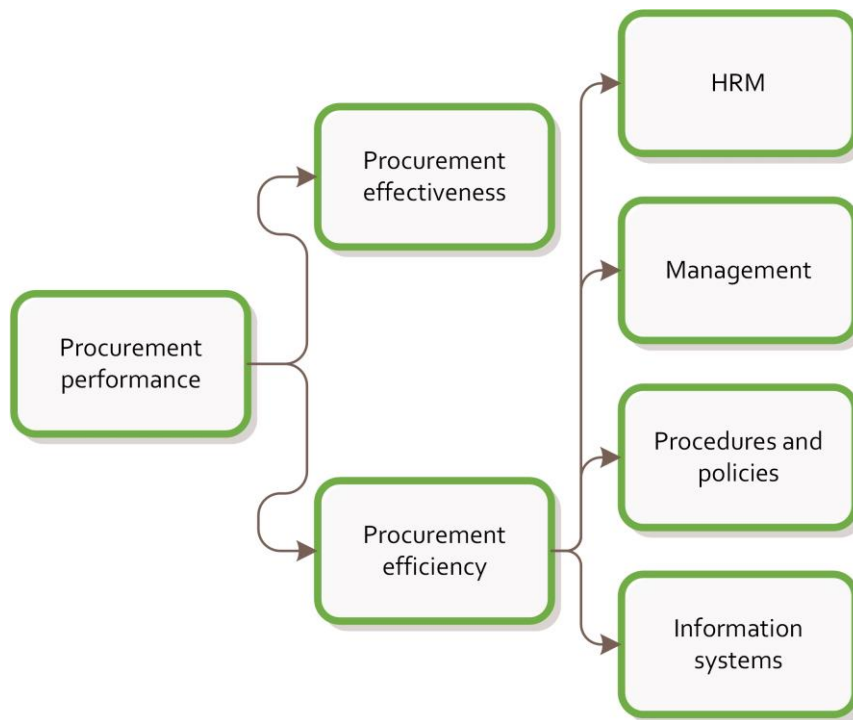 HRM
Procurement
effectiveness
Management
Procurement
performance
Procedures and
policies
Procurement
efficiency
Information
systems